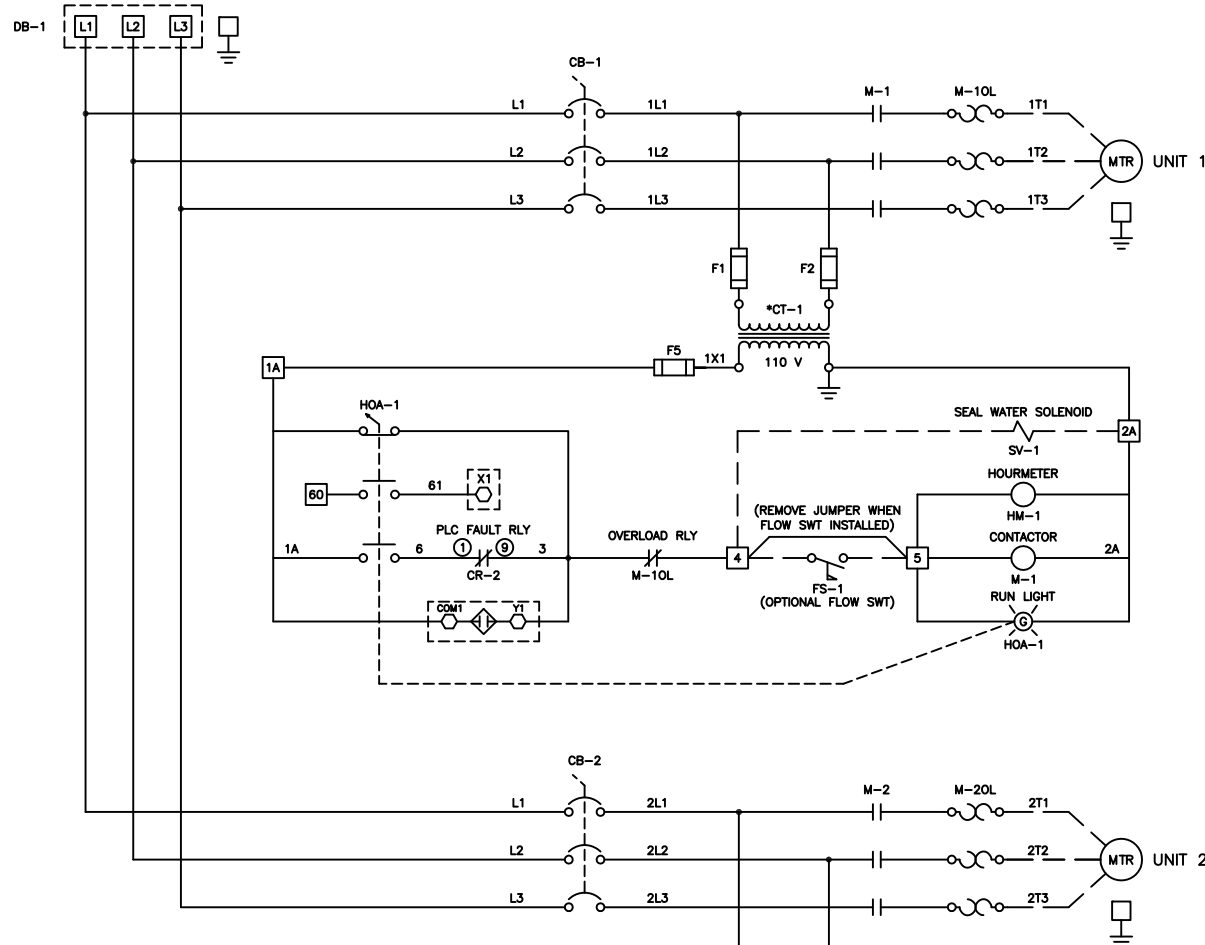 DB-1 L1 L2 L3
CB-1
L1 1L1 M-1 M-1OL 1T1
L2 1L2 1T2 MTR UNIT 1
L3 1L3 1T3
F1 F2
*CT-1
110 V
1A F5 1X1
HOA-1
SEAL WATER SOLENOID
SV-1 2A
60 61 X1
HOURMETER
HM-1
(REMOVE JUMPER WHEN
FLOW SWT INSTALLED)
1A 6 PLC FAULT RLY
1 9 3
CR-2
OVERLOAD RLY
M-1OL
4 5
FS-1
(OPTIONAL FLOW SWT)
CONTACTOR
M-1 2A
RUN LIGHT
G
HOA-1
COM1 Y1
CB-2
L1 2L1 M-2 M-2OL 2T1
L2 2L2 2T2 MTR UNIT 2
L3 2L3 2T3